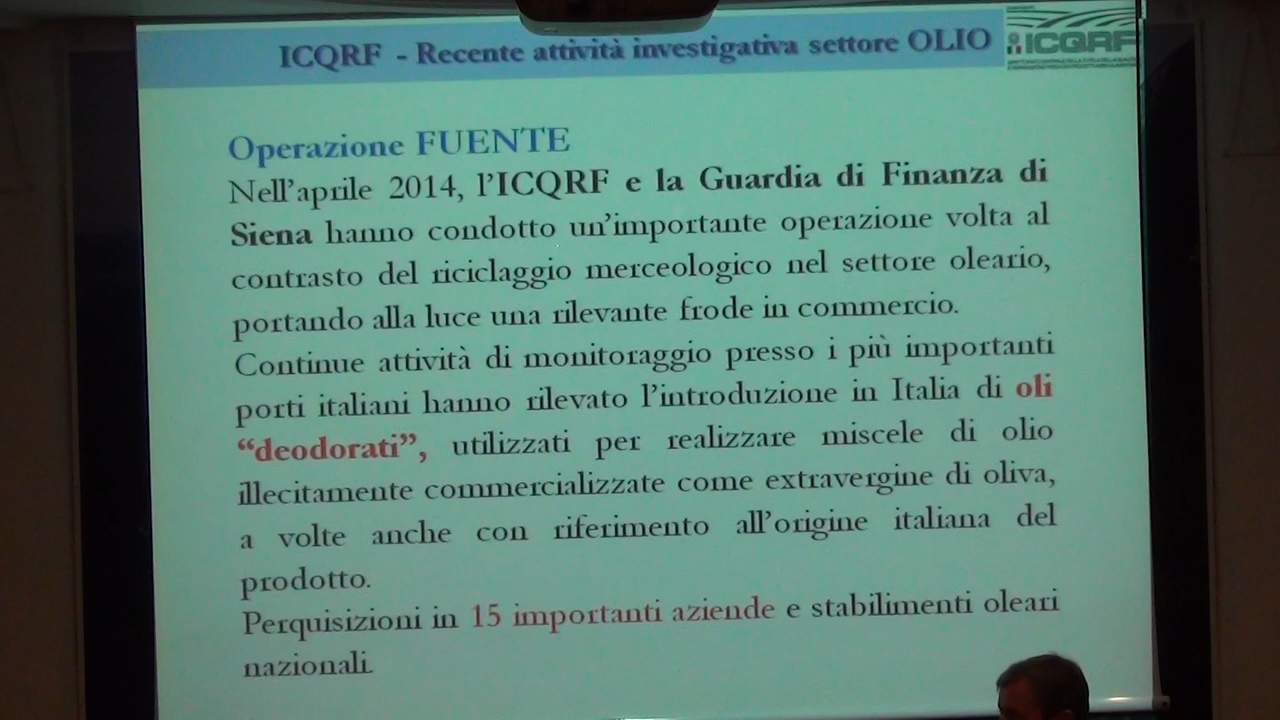 ICQRF - Recente attività investigativa settore OLIO
ICQRF
Operazione FUENTE
Nell'aprile 2014, l'ICQRF e la Guardia di Finanza di
Siena hanno condotto un'importante operazione volta al
contrasto del riciclaggio merceologico nel settore oleario,
portando alla luce una rilevante frode in commercio.
Continue attività di monitoraggio presso i più importanti
porti italiani hanno rilevato l'introduzione in Italia di oli
“deodorati”, utilizzati per realizzare miscele di olio
illecitamente commercializzate come extravergine di oliva,
a volte anche con riferimento all'origine italiana del
prodotto.
Perquisizioni in 15 importanti aziende e stabilimenti oleari
nazionali.